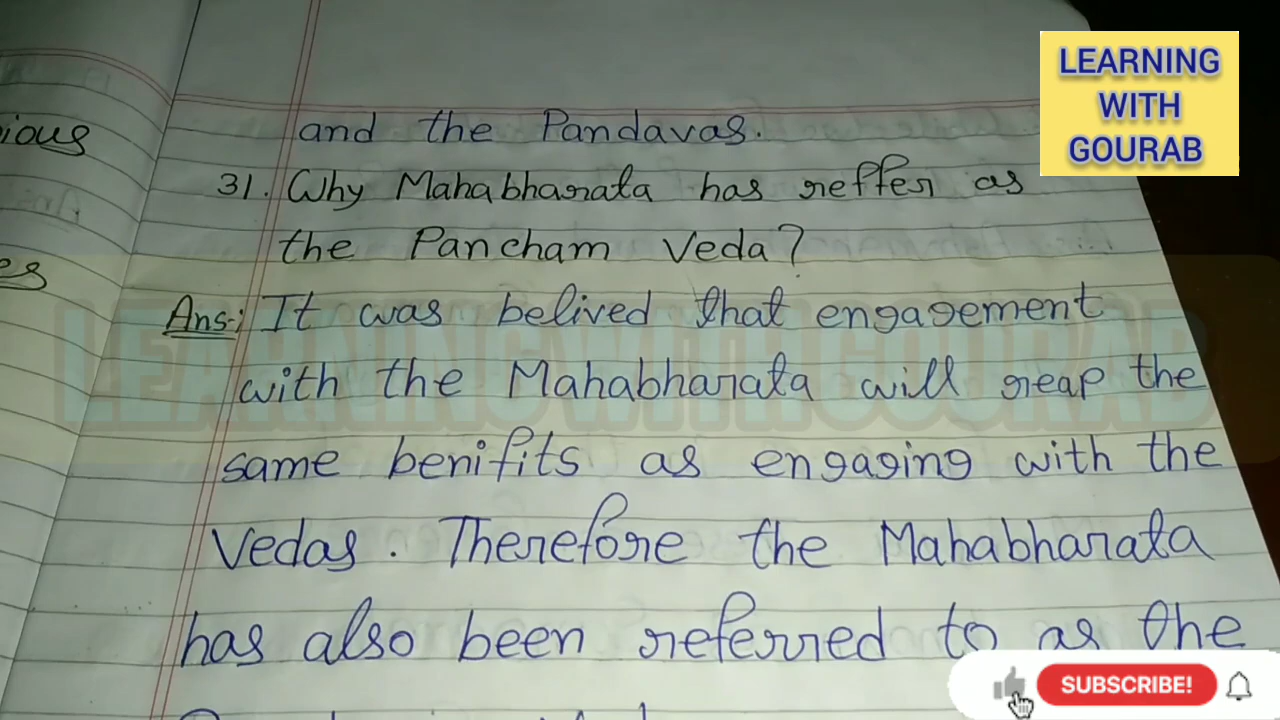 LEARNING
WITH
GOURAB
and the Pandavas.
31. Why Mahabharata has reffer as
the Pancham Veda?
Ans:- It was belived that engagement
with the Mahabharata will reap the
same benifits as engaging with the
Vedas. Therefore the Mahabharata
has also been referred to as the
LEARNINGWITHGOURAB
SUBSCRIBE!